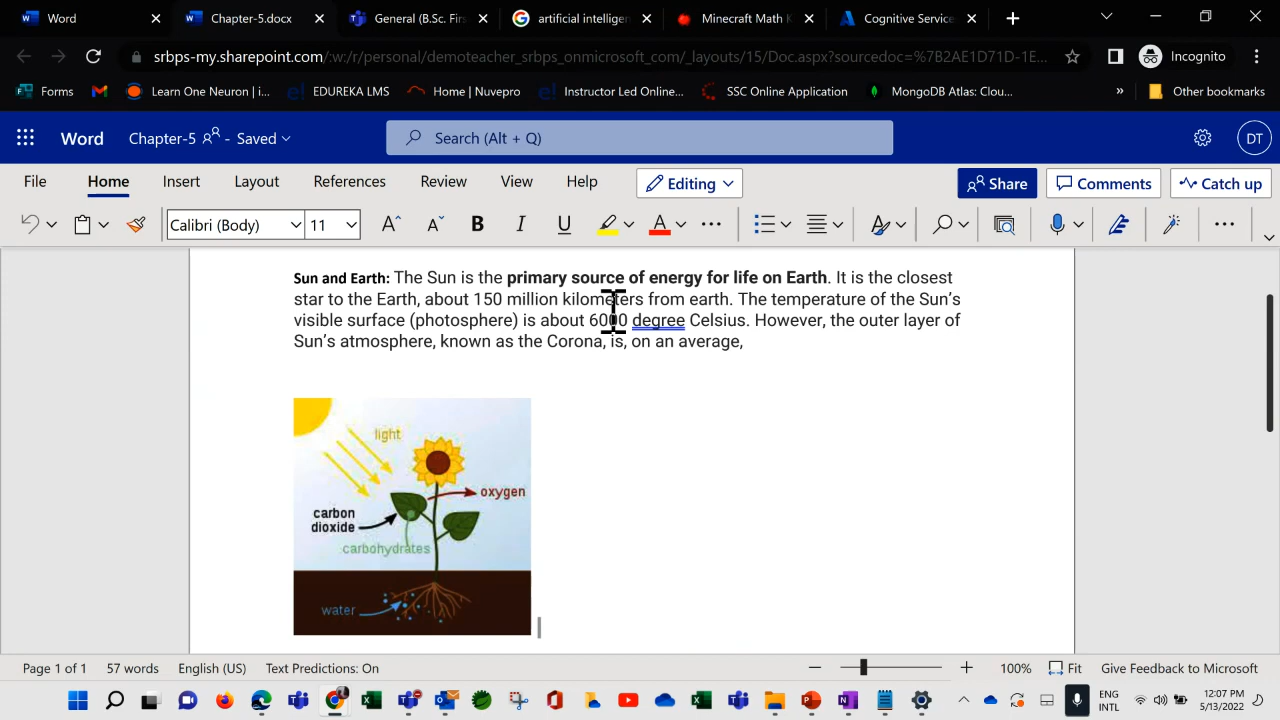 Word
Chapter-5.docx
General (B.Sc. Firs
artificial intelligen
Minecraft Math K
Cognitive Service
srbps-my.sharepoint.com/:w:/r/personal/demoteacher_srbps_onmicrosoft_com/_layouts/15/Doc.aspx?sourcedoc=%7B2AE1D71D-1E...
Incognito
Forms
Learn One Neuron | i...
EDUREKA LMS
Home | Nuvepro
Instructor Led Online...
SSC Online Application
MongoDB Atlas: Clou...
»
Other bookmarks
Word
Chapter-5 - Saved
Search (Alt + Q)
DT
File Home Insert Layout References Review View Help
Editing
Share
Comments
Catch up
Calibri (Body) 11
Sun and Earth: The Sun is the primary source of energy for life on Earth. It is the closest
star to the Earth, about 150 million kilometers from earth. The temperature of the Sun’s
visible surface (photosphere) is about 6000 degree Celsius. However, the outer layer of
Sun’s atmosphere, known as the Corona, is, on an average,
light
oxygen
carbon
dioxide
carbohydrates
water
Page 1 of 1 57 words English (US) Text Predictions: On
100% Fit Give Feedback to Microsoft
ENG
INTL
12:07 PM
5/13/2022